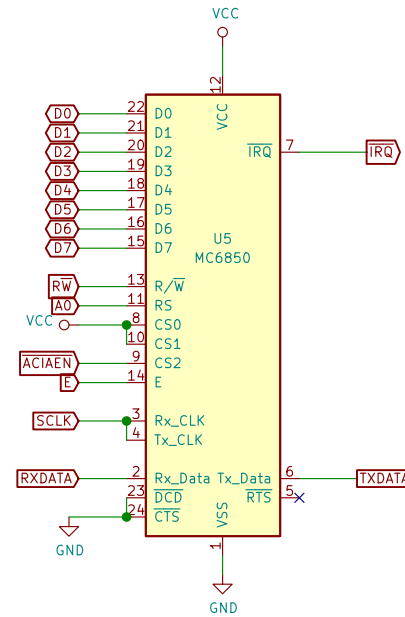 VCC
12
VCC
D0 22 D0
D1 21 D1
D2 20 D2 IRQ 7 IRQ
D3 19 D3
D4 18 D4
D5 17 D5
D6 16 D6
D7 15 D7
U5
MC6850
RW 13 R/W
A0 11 RS
VCC 8 CS0
10 CS1
ACIAEN 9 CS2
E 14 E
SCLK 3 Rx_CLK
4 Tx_CLK
RXDATA 2 Rx_Data Tx_Data 6 TXDATA
23 DCD RTS 5
24 CTS
VSS
1
GND
GND